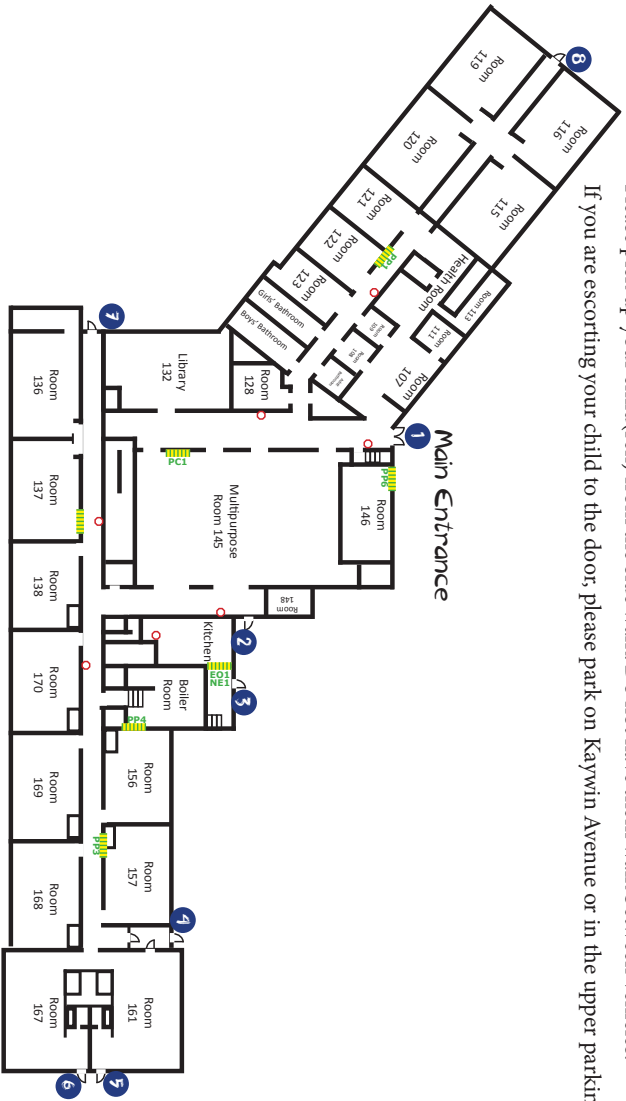 If you are escorting your child to the door, please park on Kaywin Avenue or in the upper
Main Entrance
8
Room
119
Room
116
Room
120
Room
115
Room
121
Room
122
PP1
Room
123
Health Room
Room 113
Room
111
Girls' Bathroom
Boys' Bathroom
Room
109
Room
108
Room
107
1
7
Library
132
Room
128
PC1
PP6
Room
146
Multipurpose
Room 145
Room
148
Room
136
Room
137
Room
138
Room
170
Room
169
Room
168
Kitchen
2
EO1
NE1
3
Boiler
Room
PP4
Room
156
PP3
Room
157
4
Room
161
Room
167
5
6